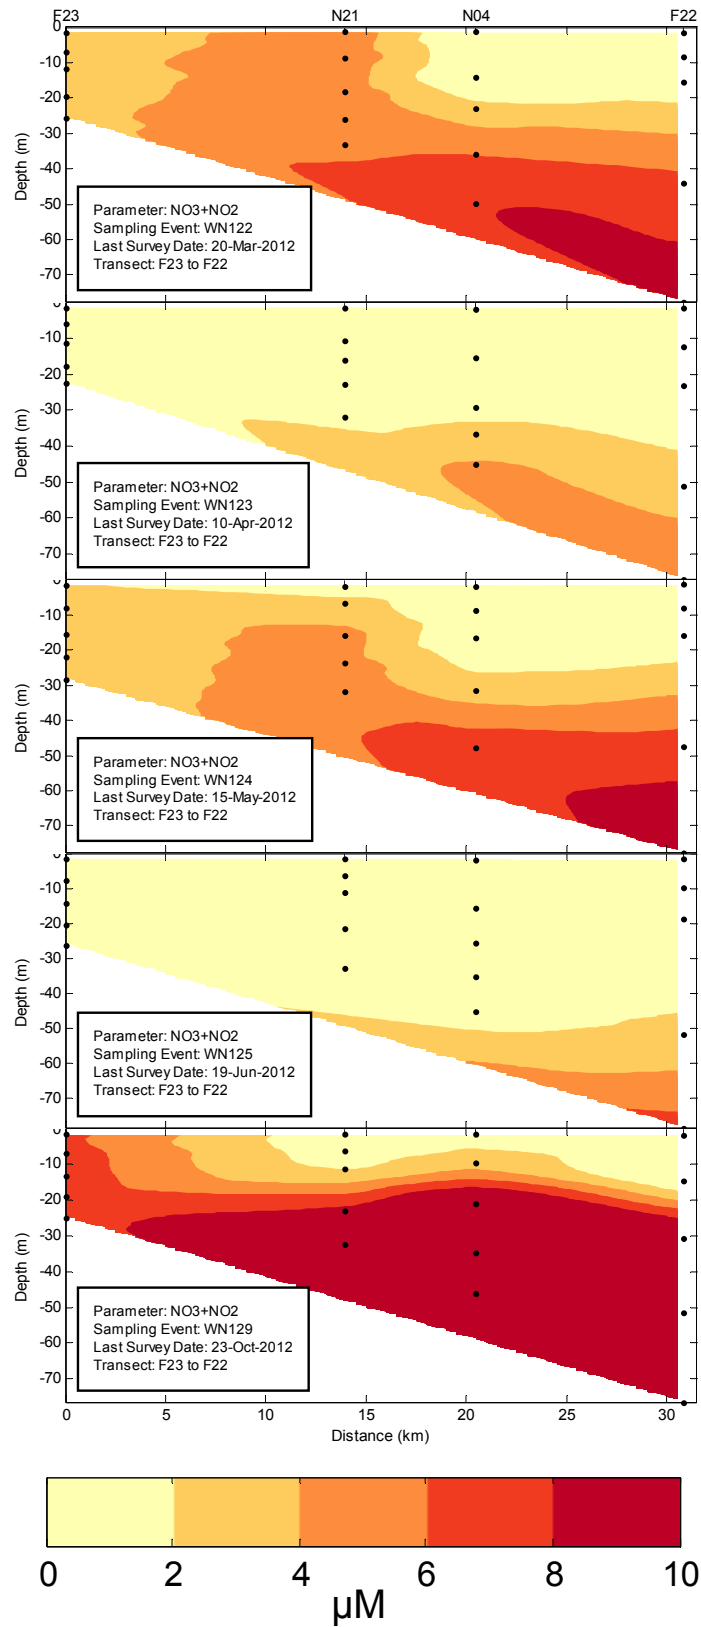 F23 N21 N04 F22
0
-10
-20
-30
-40
-50
-60
-70
Depth (m)
Parameter: NO3+NO2
Sampling Event: WN122
Last Survey Date: 20-Mar-2012
Transect: F23 to F22
0
-10
-20
-30
-40
-50
-60
-70
Depth (m)
Parameter: NO3+NO2
Sampling Event: WN123
Last Survey Date: 10-Apr-2012
Transect: F23 to F22
0
-10
-20
-30
-40
-50
-60
-70
Depth (m)
Parameter: NO3+NO2
Sampling Event: WN124
Last Survey Date: 15-May-2012
Transect: F23 to F22
0
-10
-20
-30
-40
-50
-60
-70
Depth (m)
Parameter: NO3+NO2
Sampling Event: WN125
Last Survey Date: 19-Jun-2012
Transect: F23 to F22
0
-10
-20
-30
-40
-50
-60
-70
Depth (m)
Parameter: NO3+NO2
Sampling Event: WN129
Last Survey Date: 23-Oct-2012
Transect: F23 to F22
0 5 10 15 20 25 30
Distance (km)
0 2 4 6 8 10
µM